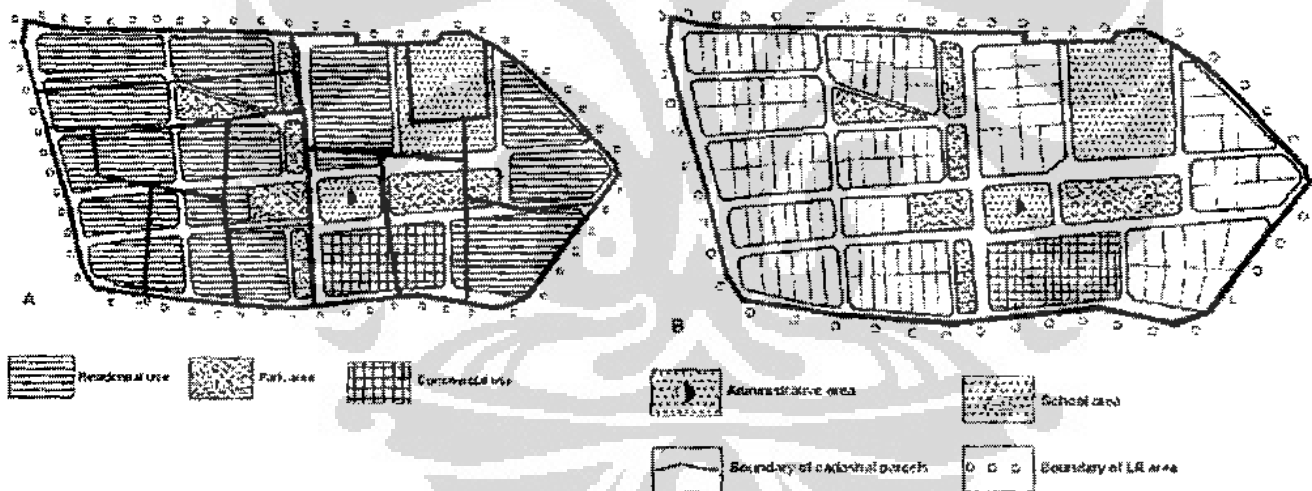 A
B
Residential use
Park area
Commercial use
Administrative area
School area
Boundary of cadastral parcels
Boundary of LR area